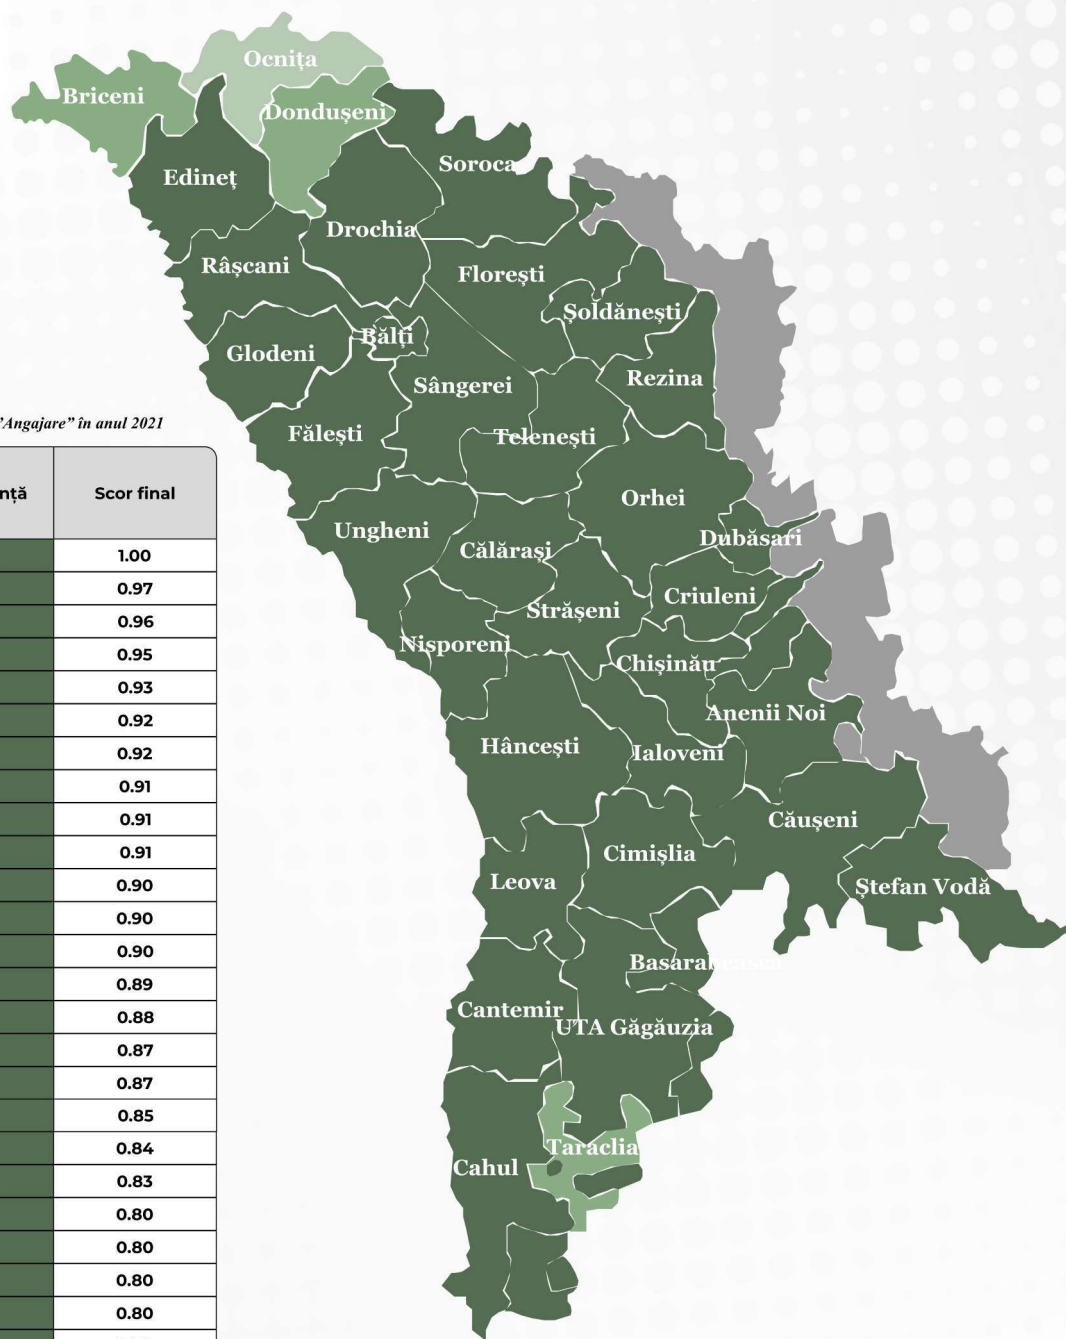 Ocnița
Briceni
Dondușeni
Soroca
Edineț
Drochia
Râșcani
Florești
Șoldănești
Bălți
Glodeni
Rezina
Sângerei
"Angajare" în anul 2021
Fălești
Telenești
Scor final
Orhei
Ungheni
Dubăsari
Călărași
1.00
0.97
Criuleni
Strășeni
0.96
Nisporeni
0.95
Chișinău
0.93
Anenii Noi
0.92
Hâncești
Ialoveni
0.92
0.91
0.91
Căușeni
0.91
Cimișlia
Leova
0.90
Ștefan Vodă
0.90
0.90
Basarabeasca
0.89
Cantemir
0.88
UTA Găgăuzia
0.87
0.87
0.85
0.84
Taraclia
Cahul
0.83
0.80
0.80
0.80
0.80